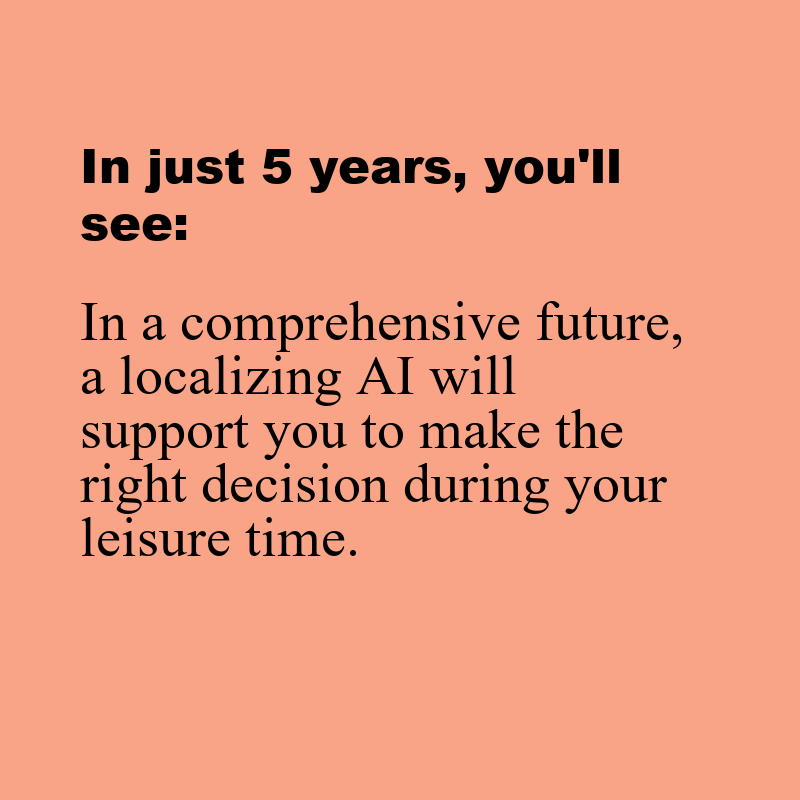 In just 5 years, you'll
see:
In a comprehensive future,
a localizing AI will
support you to make the
right decision during your
leisure time.